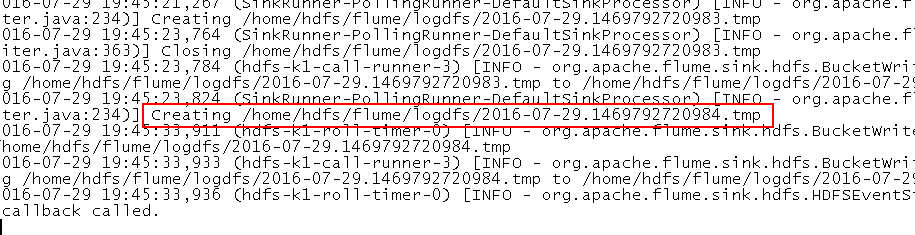 016-07-29 19:45:21,267 (SinkRunner-PollingRunner-DefaultSinkProcessor) [INFO - org.apache.f
ter.java:234)] Creating /home/hdfs/flume/logdfs/2016-07-29.1469792720983.tmp
016-07-29 19:45:23,764 (SinkRunner-PollingRunner-DefaultSinkProcessor) [INFO - org.apache.f
iter.java:363)] Closing /home/hdfs/flume/logdfs/2016-07-29.1469792720983.tmp
016-07-29 19:45:23,784 (hdfs-k1-call-runner-3) [INFO - org.apache.flume.sink.hdfs.BucketWri
g /home/hdfs/flume/logdfs/2016-07-29.1469792720983.tmp to /home/hdfs/flume/logdfs/2016-07-29
016-07-29 19:45:23,824 (SinkRunner-PollingRunner-DefaultSinkProcessor) [INFO - org.apache.f
ter.java:234)] Creating /home/hdfs/flume/logdfs/2016-07-29.1469792720984.tmp
016-07-29 19:45:33,911 (hdfs-k1-roll-timer-0) [INFO - org.apache.flume.sink.hdfs.BucketWrite
home/hdfs/flume/logdfs/2016-07-29.1469792720984.tmp
016-07-29 19:45:33,933 (hdfs-k1-call-runner-3) [INFO - org.apache.flume.sink.hdfs.BucketWri
g /home/hdfs/flume/logdfs/2016-07-29.1469792720984.tmp to /home/hdfs/flume/logdfs/2016-07-29
016-07-29 19:45:33,936 (hdfs-k1-roll-timer-0) [INFO - org.apache.flume.sink.hdfs.HDFSEventS
callback called.